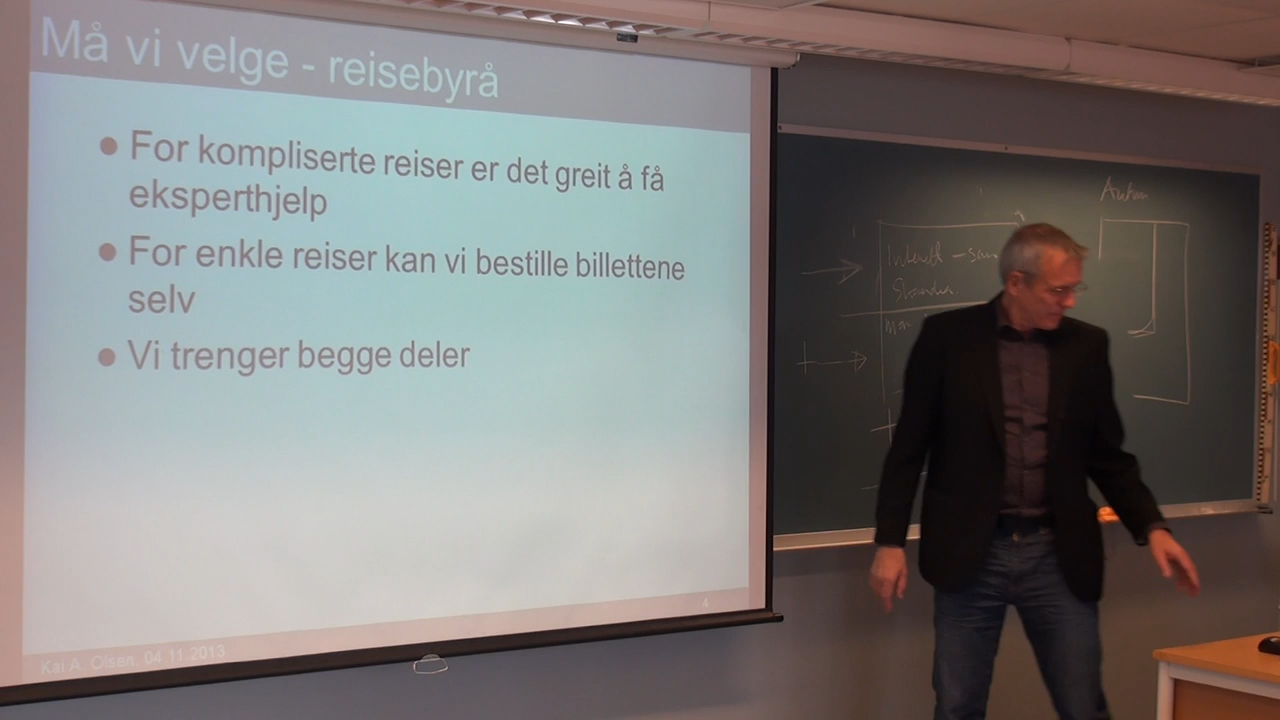 Må vi velge - reisebyrå
● For kompliserte reiser er det greit å få
eksperthjelp
● For enkle reiser kan vi bestille billettene
selv
● Vi trenger begge deler
4
Kai A. Olsen, 04.11.2013